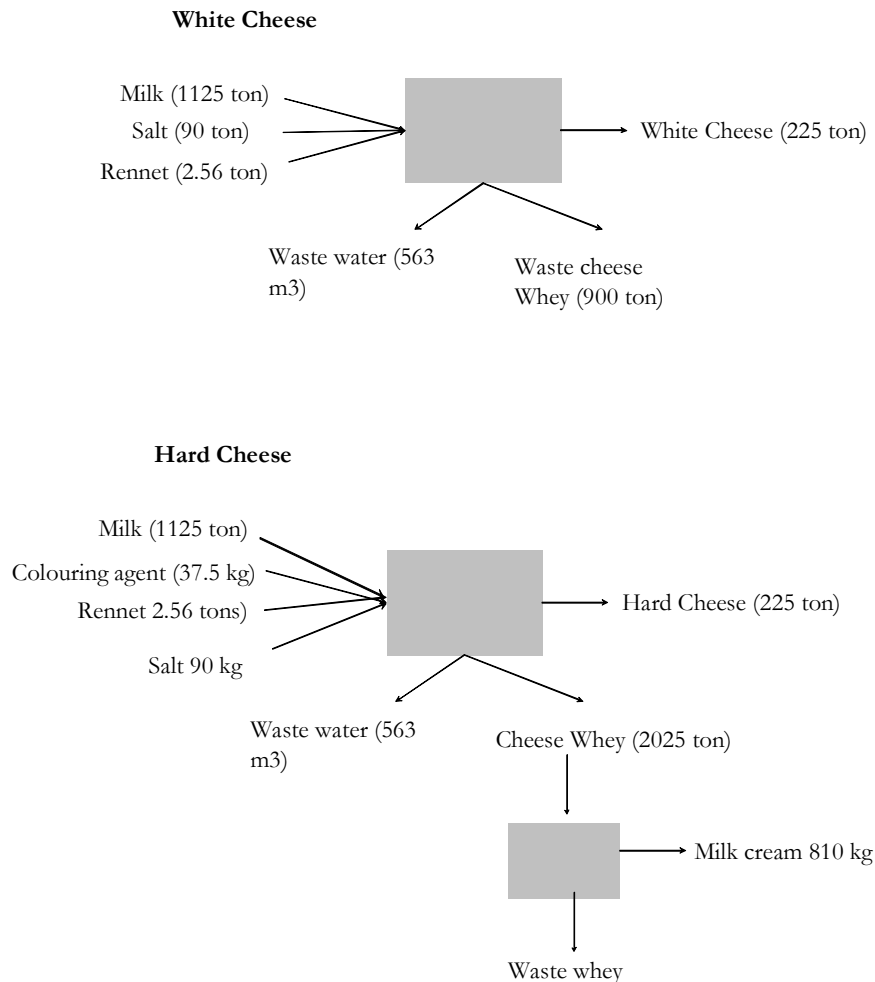 White Cheese
Milk (1125 ton)
Salt (90 ton)
Rennet (2.56 ton)
White Cheese (225 ton)
Waste water (563
m3)
Waste cheese
Whey (900 ton)
Hard Cheese
Milk (1125 ton)
Colouring agent (37.5 kg)
Rennet 2.56 tons)
Salt 90 kg
Hard Cheese (225 ton)
Waste water (563
m3)
Cheese Whey (2025 ton)
Milk cream 810 kg
Waste whey